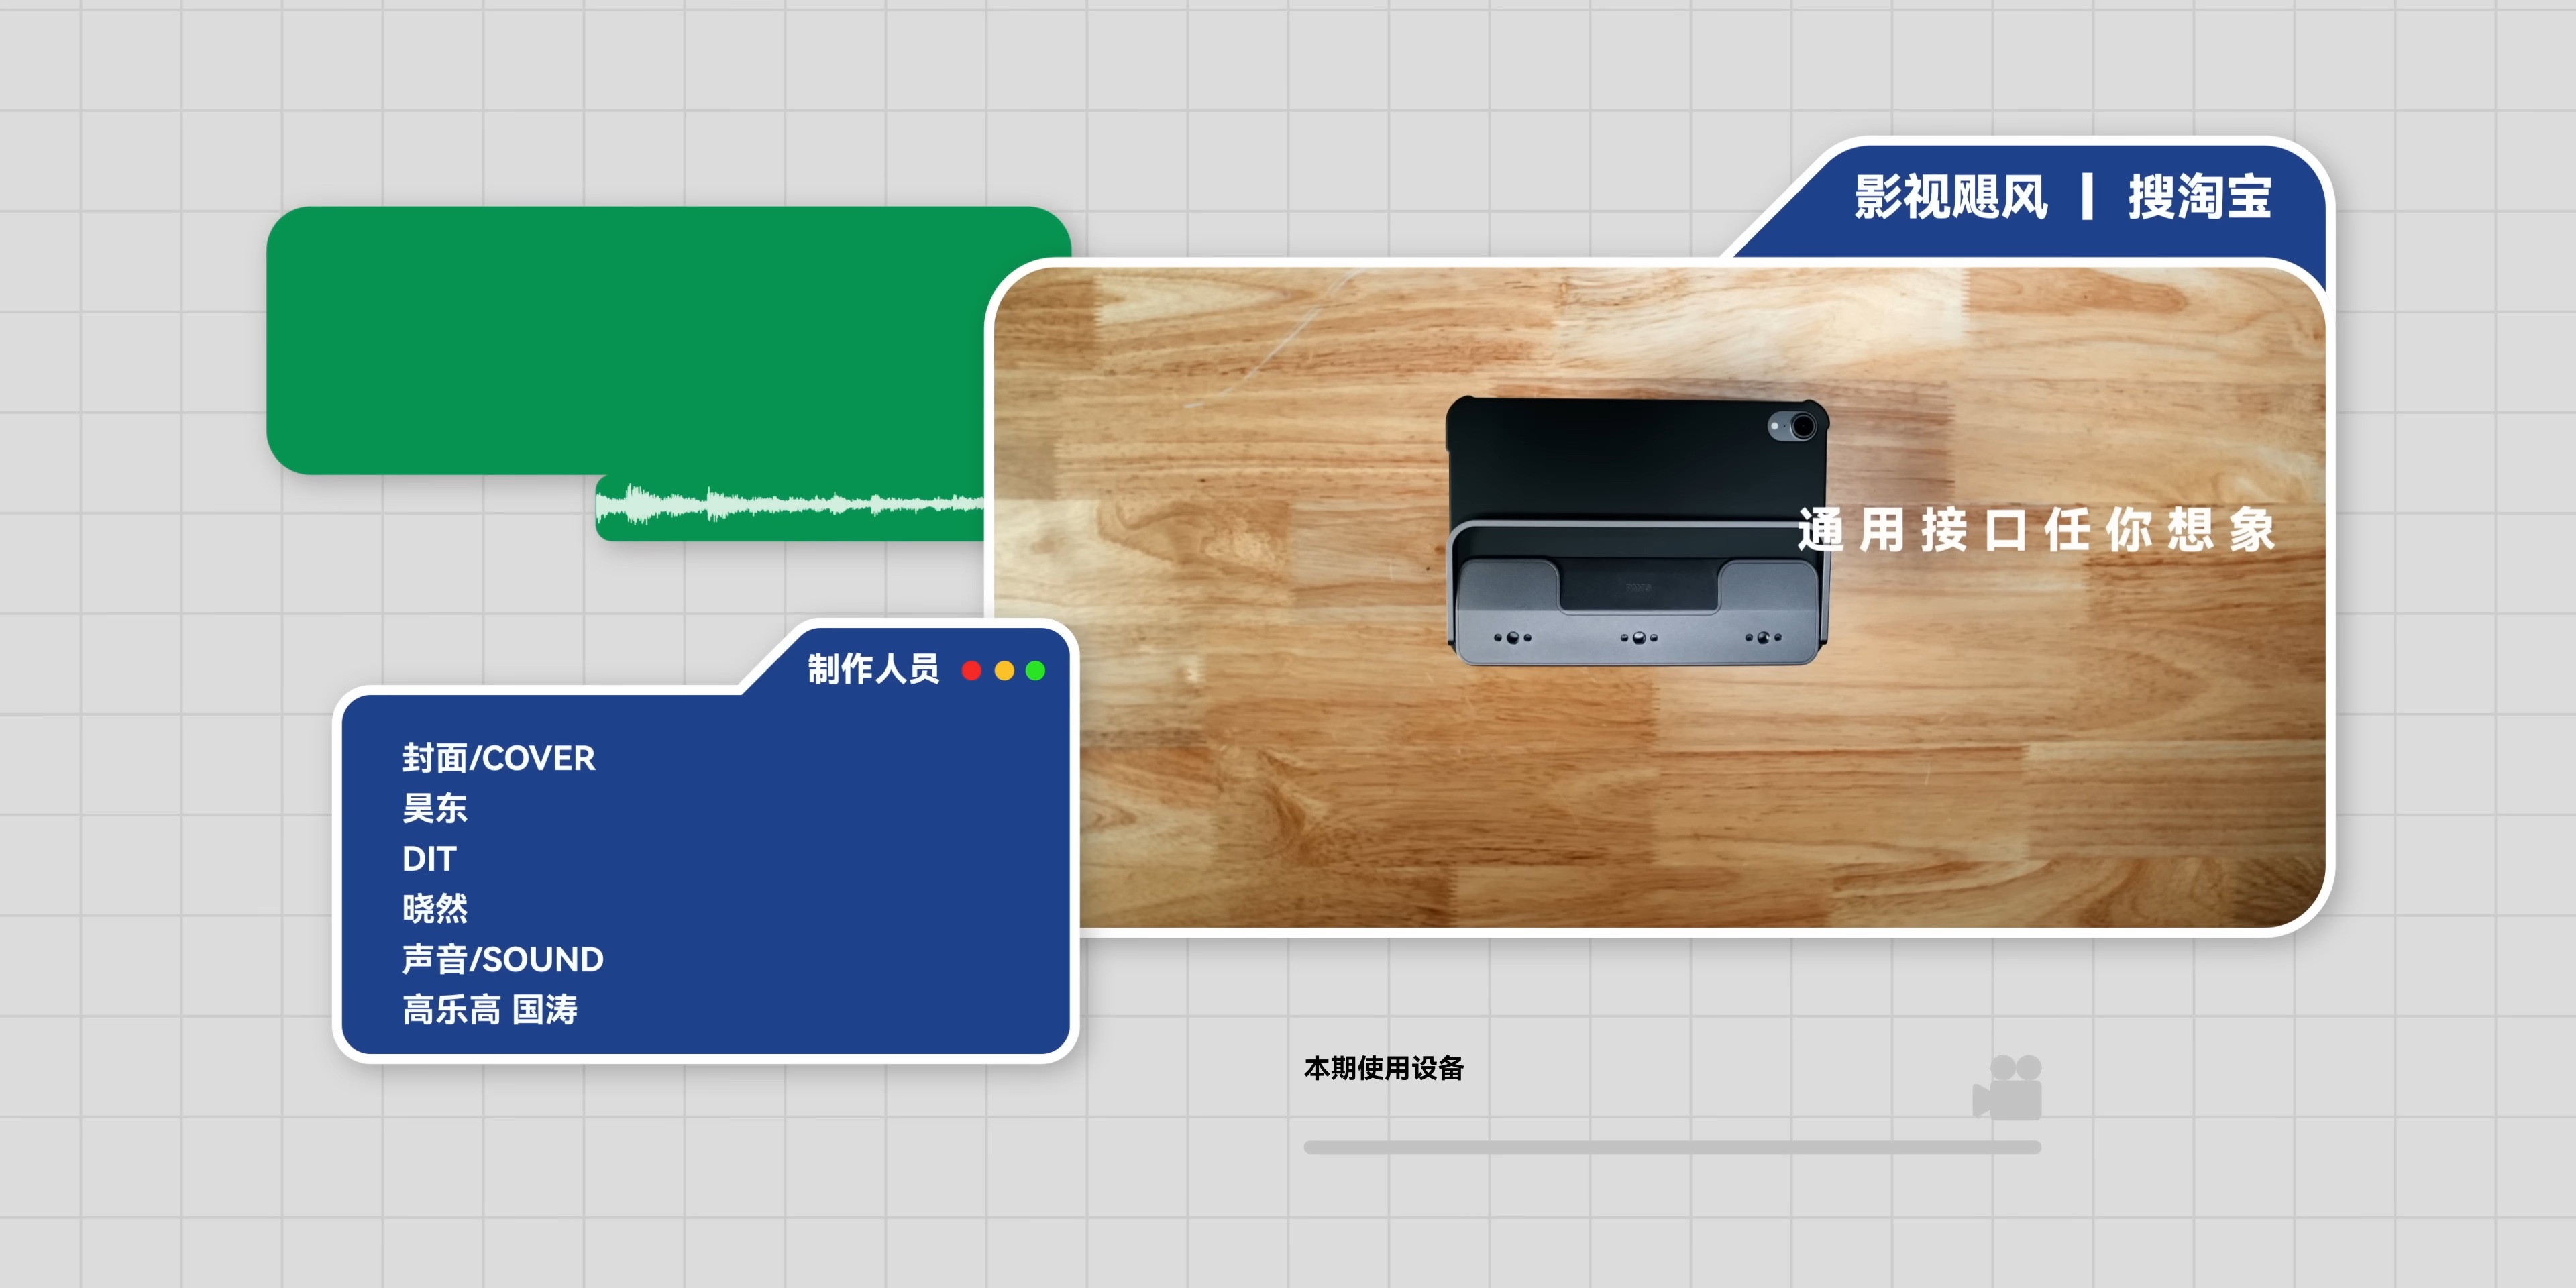 影视飓风 | 搜淘宝
通用接口任你想象
制作人员
封面/COVER
昊东
DIT
晓然
声音/SOUND
高乐高 国涛
本期使用设备